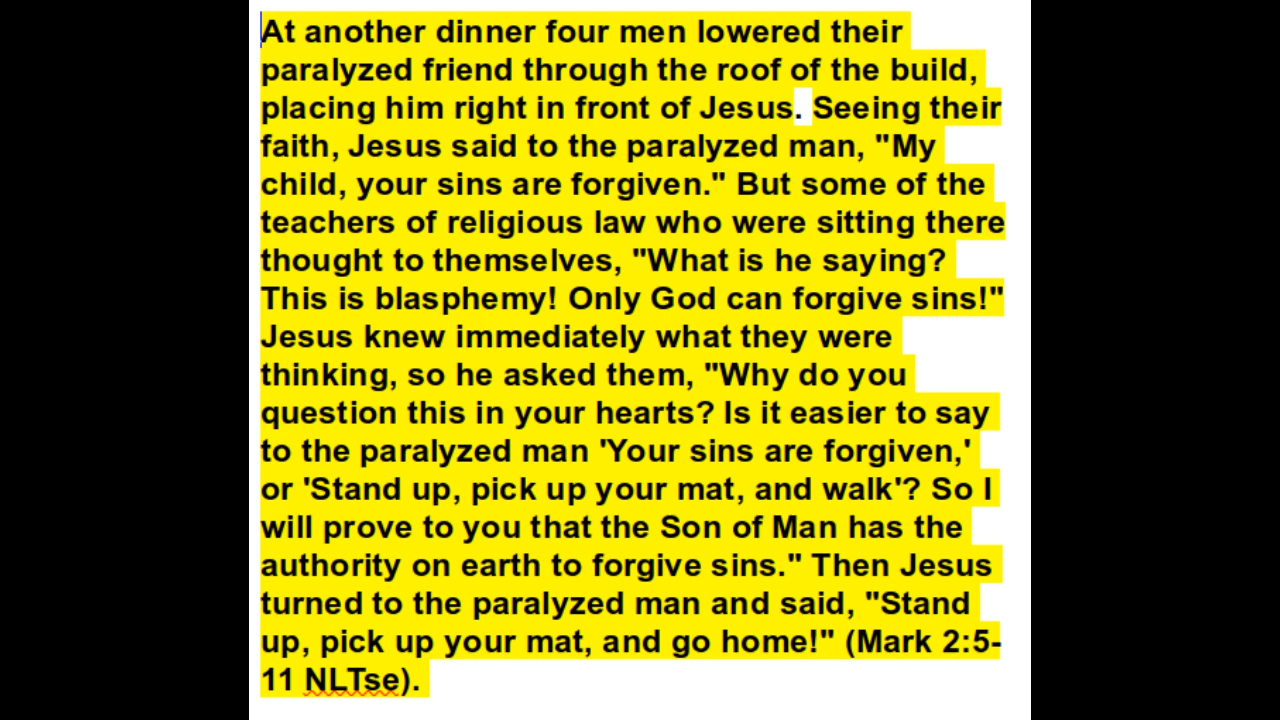 At another dinner four men lowered their
paralyzed friend through the roof of the build,
placing him right in front of Jesus. Seeing their
faith, Jesus said to the paralyzed man, "My
child, your sins are forgiven." But some of the
teachers of religious law who were sitting there
thought to themselves, "What is he saying?
This is blasphemy! Only God can forgive sins!"
Jesus knew immediately what they were
thinking, so he asked them, "Why do you
question this in your hearts? Is it easier to say
to the paralyzed man 'Your sins are forgiven,'
or 'Stand up, pick up your mat, and walk'? So I
will prove to you that the Son of Man has the
authority on earth to forgive sins." Then Jesus
turned to the paralyzed man and said, "Stand
up, pick up your mat, and go home!" (Mark 2:5-
11 NLTse).